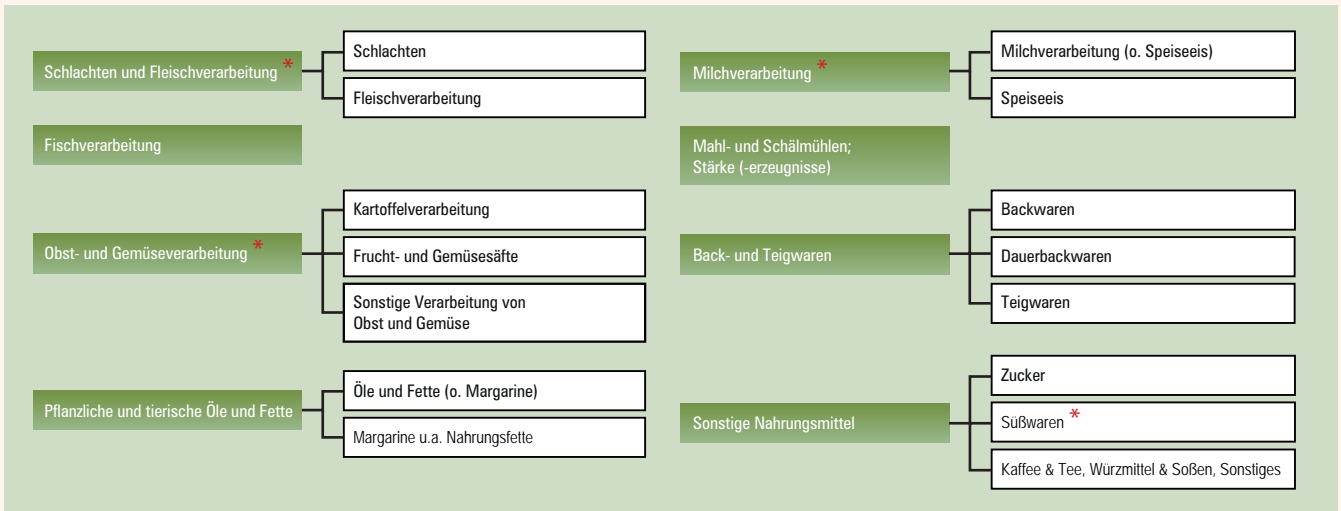 Schlachten und Fleischverarbeitung *
Schlachten
Fleischverarbeitung
Fischverarbeitung
Obst- und Gemüseverarbeitung *
Kartoffelverarbeitung
Frucht- und Gemüsesäfte
Sonstige Verarbeitung von
Obst und Gemüse
Pflanzliche und tierische Öle und Fette
Öle und Fette (o. Margarine)
Margarine u.a. Nahrungsfette
Milchverarbeitung *
Milchverarbeitung (o. Speiseeis)
Speiseeis
Mahl- und Schälmühlen;
Stärke (-erzeugnisse)
Back- und Teigwaren
Backwaren
Dauerbackwaren
Teigwaren
Sonstige Nahrungsmittel
Zucker
Süßwaren *
Kaffee & Tee, Würzmittel & Soßen, Sonstiges